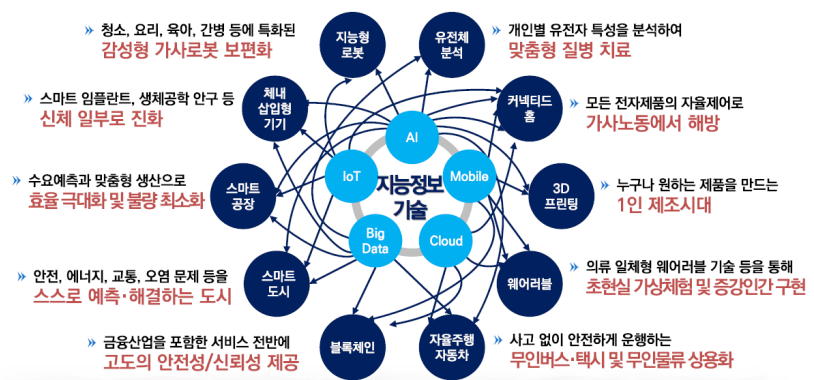 » 청소, 요리, 육아, 간병 등에 특화된
감성형 가사로봇 보편화
지능형
로봇
유전체
분석
» 개인별 유전자 특성을 분석하여
맞춤형 질병 치료
» 스마트 임플란트, 생체공학 안구 등
신체 일부로 진화
체내
삽입형
기기
커넥티드
홈
» 모든 전자제품의 자율제어로
가사노동에서 해방
AI
IoT
Mobile
Big
Data
Cloud
지능정보
기술
» 수요예측과 맞춤형 생산으로
효율 극대화 및 불량 최소화
스마트
공장
3D
프린팅
» 누구나 원하는 제품을 만드는
1인 제조시대
» 안전, 에너지, 교통, 오염 문제 등을
스스로 예측·해결하는 도시
스마트
도시
웨어러블
» 의류 일체형 웨어러블 기술 등을 통해
초현실 가상체험 및 증강인간 구현
» 금융산업을 포함한 서비스 전반에
고도의 안전성/신뢰성 제공
블록체인
자율주행
자동차
» 사고 없이 안전하게 운행하는
무인버스·택시 및 무인물류 상용화